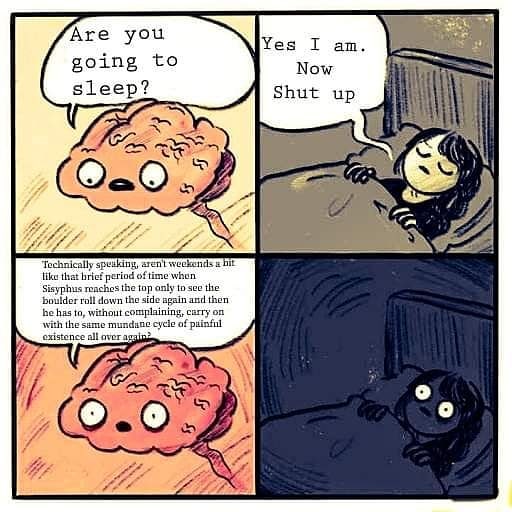 Are you
going to
sleep?
Yes I am.
Now
Shut up
Technically speaking, aren't weekends a bit
like that brief period of time when
Sisyphus reaches the top only to see the
boulder roll down the side again and then
he has to, without complaining, carry on
with the same mundane cycle of painful
existence all over again?